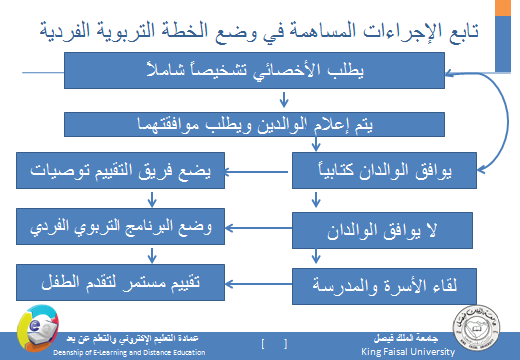 تابع الإجراءات المساهمة في وضع الخطة التربوية الفردية
يطلب الأخصائي تشخيصاً شاملاً
يتم إعلام الوالدين ويطلب موافقتهما
يوافق الوالدان كتابياً
يضع فريق التقييم توصيات
لا يوافق الوالدان
وضع البرنامج التربوي الفردي
لقاء الأسرة والمدرسة
تقييم مستمر لتقدم الطفل
جامعة الملك فيصل
King Faisal University
[ ]
عمادة التعليم الإلكتروني والتعلم عن بعد
Deanship of E-Learning and Distance Education